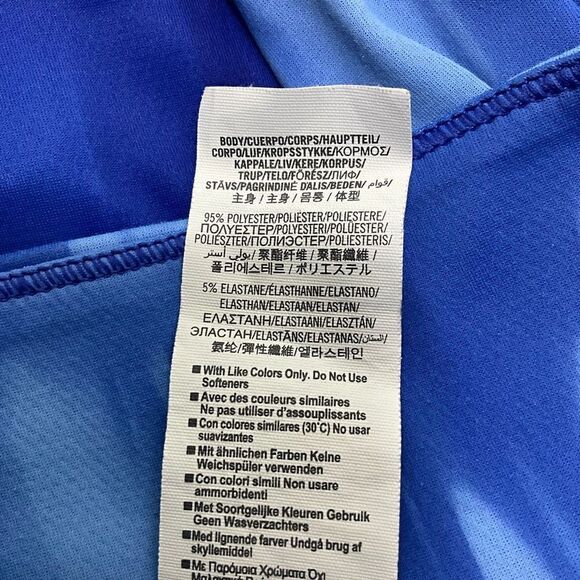 BODY/CUERPO/CORPS/HAUPTTEIL/
CORPO/LIJF/KROPSSTYKKE/ΚΟΡΜΟΣ/
KAPPALE/LIV/KERE/KORPUS/
TRUP/TELO/FŐRÉSZ/ЛИФ/
STĀVS/PAGRINDINĖ DALIS/BEDEN/ قوام/
主身 / 主身 / 몸통 / 体型
95% POLYESTER/POLIÉSTER/POLIESTERE/
ΠΟΛΥΕΣΤΕΡ/POLYESTER/POLÜESTER/
POLIÉSZTER/ПОЛИЭСТЕР/POLIESTERIS/
بولي أستر/ 聚酯纤维 / 聚酯纖維 /
폴리에스테르 / ポリエステル
5% ELASTANE/ÉLASTHANNE/ELASTANO/
ELASTHAN/ELASTAAN/ELASTAN/
ΕΛΑΣΤΑΝΗ/ELASTAANI/ELASZTÁN/
ЭЛАСТАН/ELASTĀNS/ELASTANAS/
氨纶/彈性纖維/엘라스테인
■ With Like Colors Only. Do Not Use
Softeners
■ Avec des couleurs similaires
Ne pas utiliser d'assouplissants
■ Con colores similares (30°C) No usar
suavizantes
■ Mit ähnlichen Farben Keine
Weichspüler verwenden
■ Con colori simili Non usare
ammorbidenti
■ Met Soortgelijke Kleuren Gebruik
Geen Wasverzachters
■ Med lignende farver Undgå brug af
skyllemiddel
■ Με Παρόμοια Χρώματα Όχι